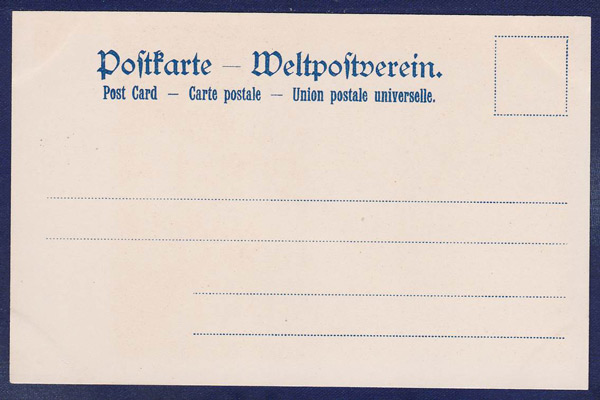 Postkarte — Weltpostverein.
Post Card — Carte postale — Union postale universelle.